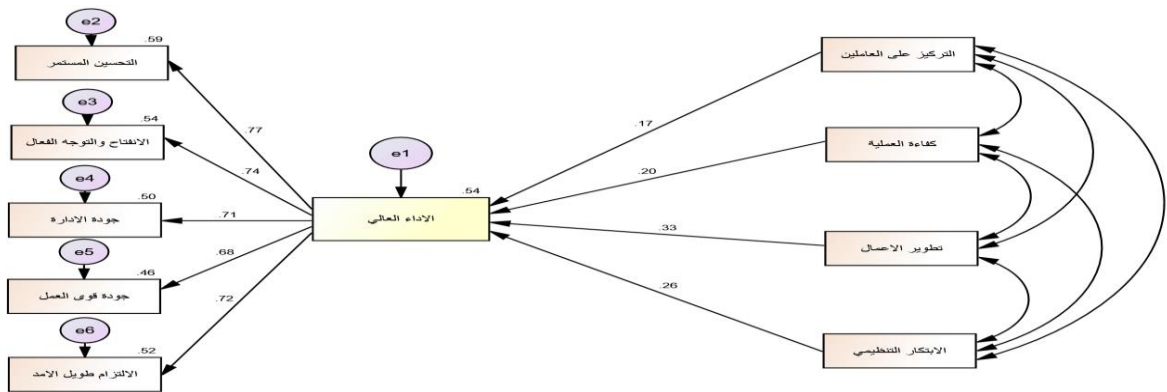 e2
.59
التحسين المستمر
e3
.54
الانفتاح والتوجه الفعال
e4
.50
جودة الادارة
e5
.46
جودة قوى العمل
e6
.52
الالتزام طويل الامد
.77
.74
.71
.68
.72
e1
.54
الاداء العالي
.17
.20
.33
.26
التركيز على العاملين
كفاءة العملية
تطوير الاعمال
الابتكار التنظيمي